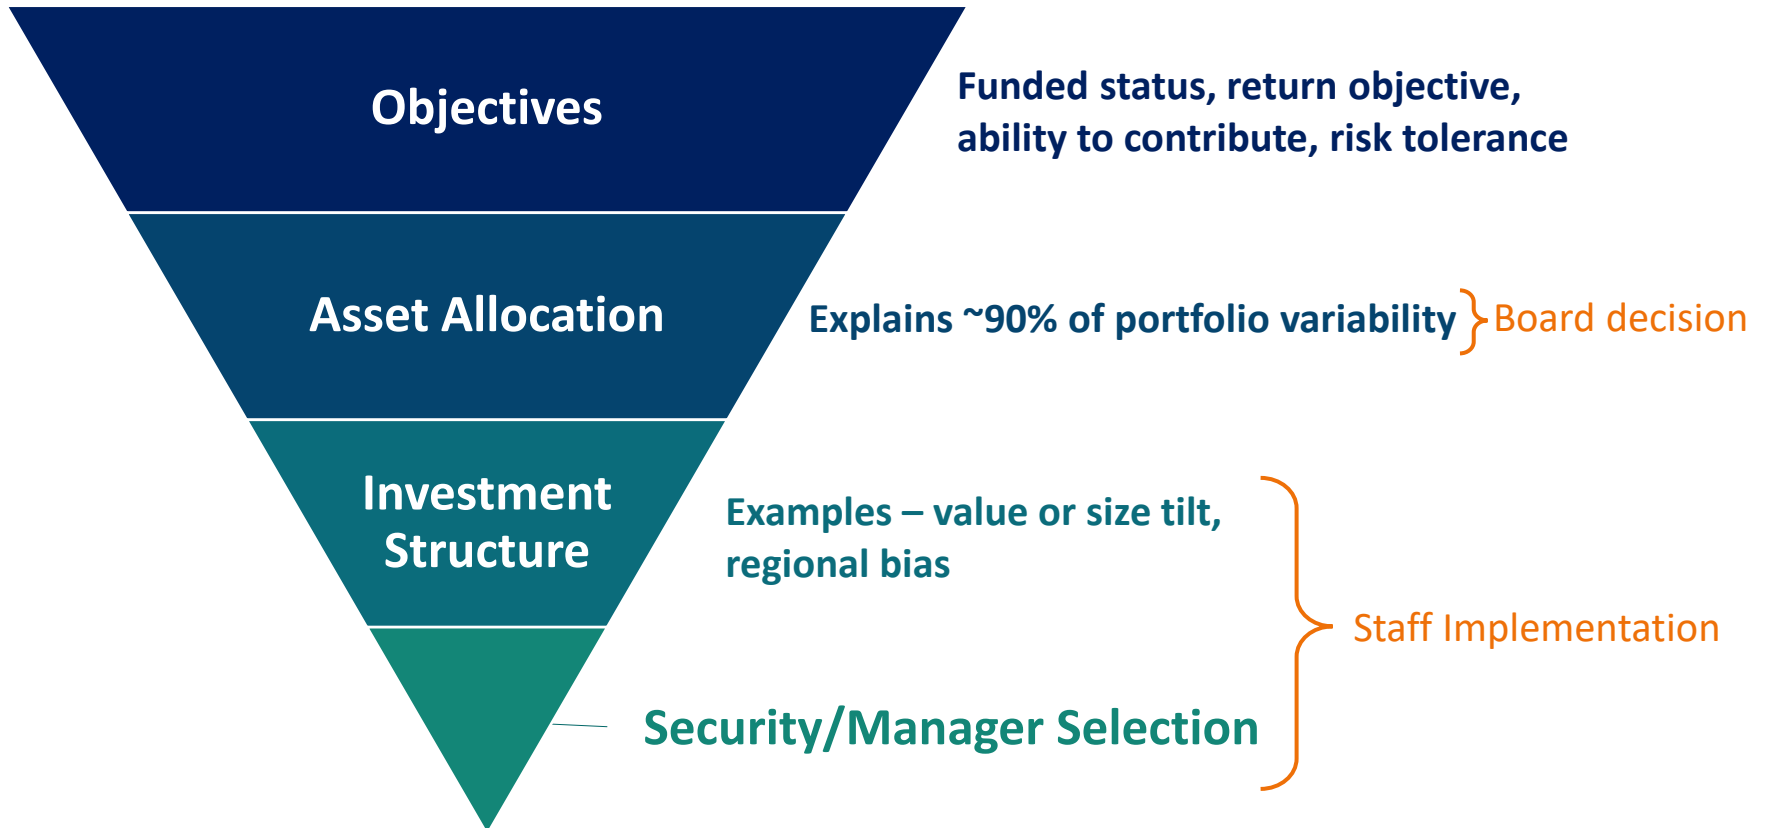 Objectives
Funded status, return objective,
ability to contribute, risk tolerance
Asset Allocation
Explains ~90% of portfolio variability
Board decision
Investment
Structure
Examples – value or size tilt,
regional bias
Staff Implementation
Security/Manager Selection